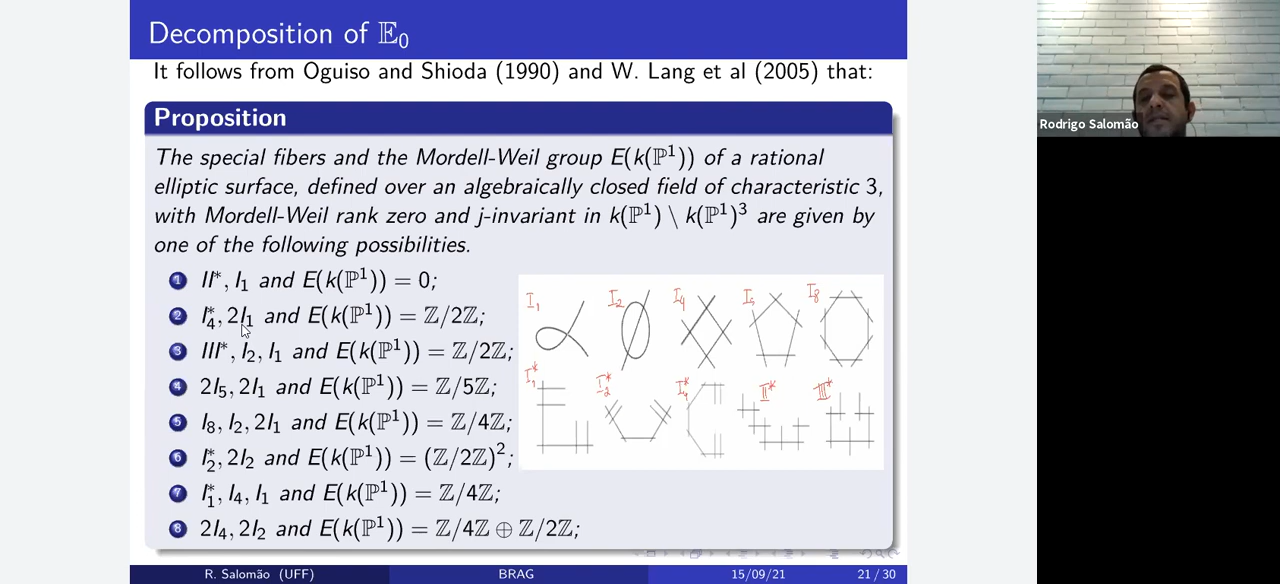 Decomposition of 𝔼₀
It follows from Oguiso and Shioda (1990) and W. Lang et al (2005) that:
Proposition
The special fibers and the Mordell-Weil group E(k(ℙ¹)) of a rational
elliptic surface, defined over an algebraically closed field of characteristic 3,
with Mordell-Weil rank zero and j-invariant in k(ℙ¹) \ k(ℙ¹)³ are given by
one of the following possibilities.
1 II*, I₁ and E(k(ℙ¹)) = 0;
2 I₄*, 2I₁ and E(k(ℙ¹)) = ℤ/2ℤ;
3 III*, I₂, I₁ and E(k(ℙ¹)) = ℤ/2ℤ;
4 2I₅, 2I₁ and E(k(ℙ¹)) = ℤ/5ℤ;
5 I₈, I₂, 2I₁ and E(k(ℙ¹)) = ℤ/4ℤ;
6 I₂*, 2I₂ and E(k(ℙ¹)) = (ℤ/2ℤ)²;
7 I₁*, I₄, I₁ and E(k(ℙ¹)) = ℤ/4ℤ;
8 2I₄, 2I₂ and E(k(ℙ¹)) = ℤ/4ℤ ⊕ ℤ/2ℤ;
I₁ I₂ I₄ I₅ I₈
I₁* I₂* I₄* II* III*
R. Salomão (UFF) BRAG 15/09/21 21 / 30
Rodrigo Salomão